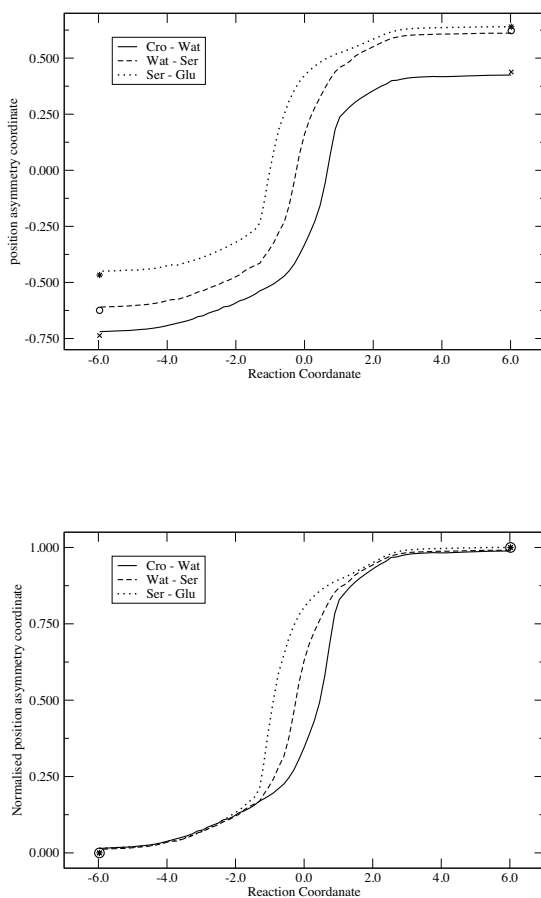 0.500
0.250
0.000
-0.250
-0.500
-0.750
position asymmetry coordinate
Cro - Wat
Wat - Ser
Ser - Glu
-6.0 -4.0 -2.0 0.0 2.0 4.0 6.0
Reaction Coordanate
1.000
0.750
0.500
0.250
0.000
Normalised position asymmetry coordinate
Cro - Wat
Wat - Ser
Ser - Glu
-6.0 -4.0 -2.0 0.0 2.0 4.0 6.0
Reaction Coordanate